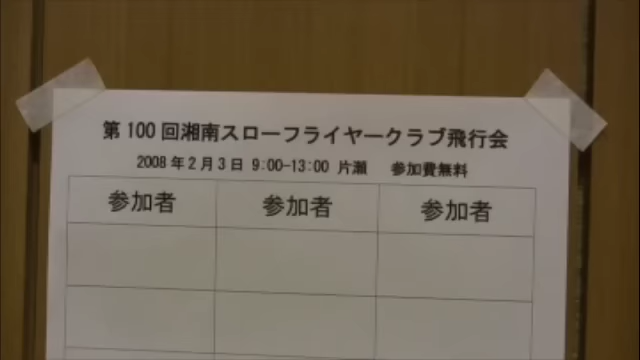 第100回湘南スローフライヤークラブ飛行会
2008年2月3日 9:00-13:00 片瀬 参加費無料
参加者 参加者 参加者